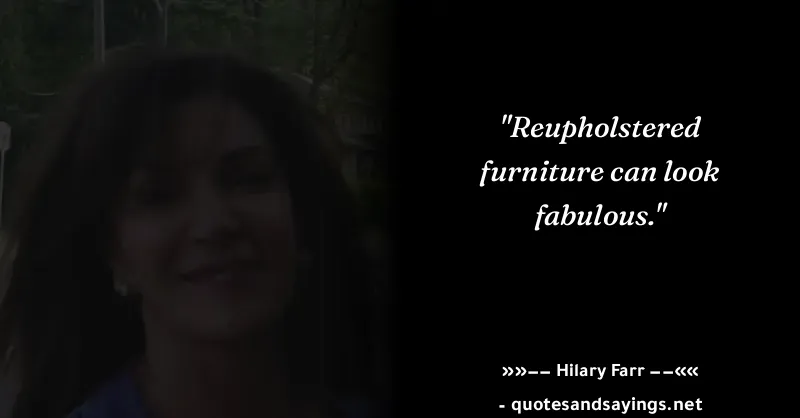 "Reupholstered
furniture can look
fabulous."
»»–– Hilary Farr ––««
- quotesandsayings.net